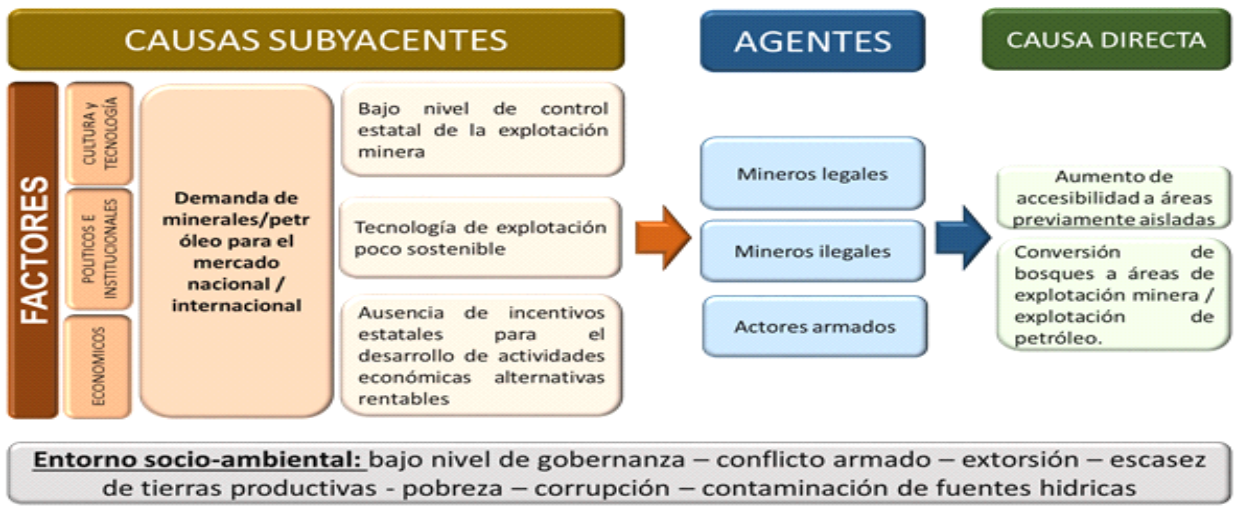 CAUSAS SUBYACENTES
AGENTES
CAUSA DIRECTA
FACTORES
CULTURA y
TECNOLOGÍA
POLITICOS E
INSTITUCIONALES
ECONOMICOS
Demanda de
minerales/petr
óleo para el
mercado
nacional /
internacional
Bajo nivel de control
estatal de la explotación
minera
Tecnología de explotación
poco sostenible
Ausencia de incentivos
estatales para el
desarrollo de actividades
económicas alternativas
rentables
Mineros legales
Mineros ilegales
Actores armados
Aumento de
accesibilidad a áreas
previamente aisladas
Conversión de
bosques a áreas de
explotación minera /
explotación de
petróleo.
Entorno socio-ambiental: bajo nivel de gobernanza – conflicto armado – extorsión – escasez
de tierras productivas - pobreza – corrupción – contaminación de fuentes hidricas